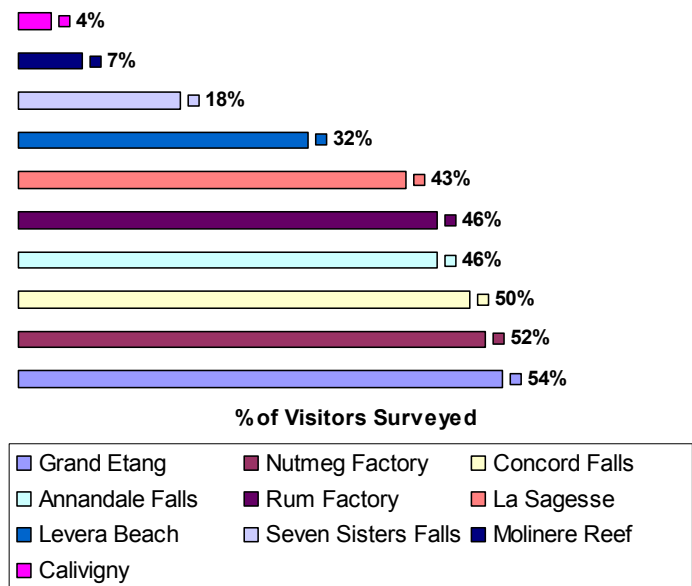 4%
7%
18%
32%
43%
46%
46%
50%
52%
54%
% of Visitors Surveyed
Grand Etang Nutmeg Factory Concord Falls
Annandale Falls Rum Factory La Sagesse
Levera Beach Seven Sisters Falls Molinere Reef
Calivigny